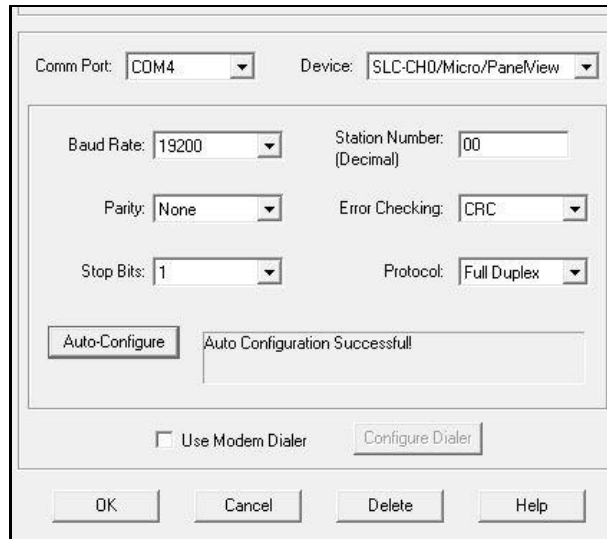 Comm Port: COM4 Device: SLC-CH0/Micro/PanelView
Baud Rate: 19200 Station Number: 00
(Decimal)
Parity: None Error Checking: CRC
Stop Bits: 1 Protocol: Full Duplex
Auto-Configure Auto Configuration Successful!
Use Modem Dialer Configure Dialer
OK Cancel Delete Help